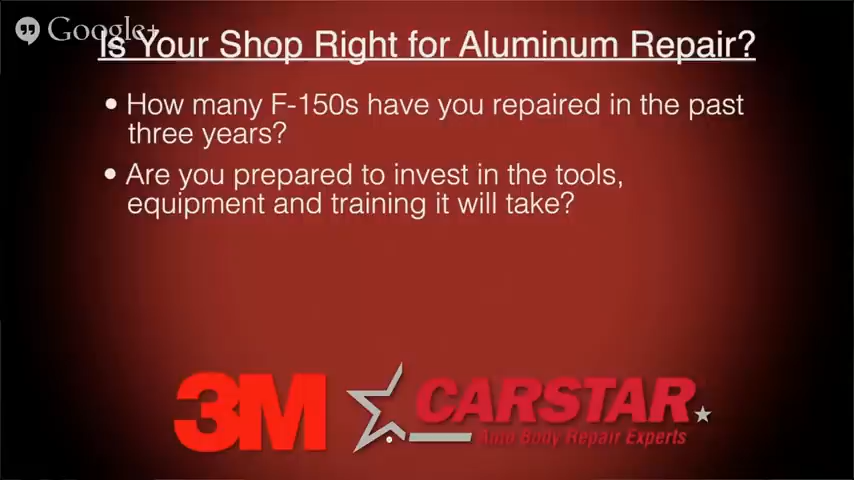 Google+
Is Your Shop Right for Aluminum Repair?
• How many F-150s have you repaired in the past
three years?
• Are you prepared to invest in the tools,
equipment and training it will take?
3M
CARSTAR
Auto Body Repair Experts